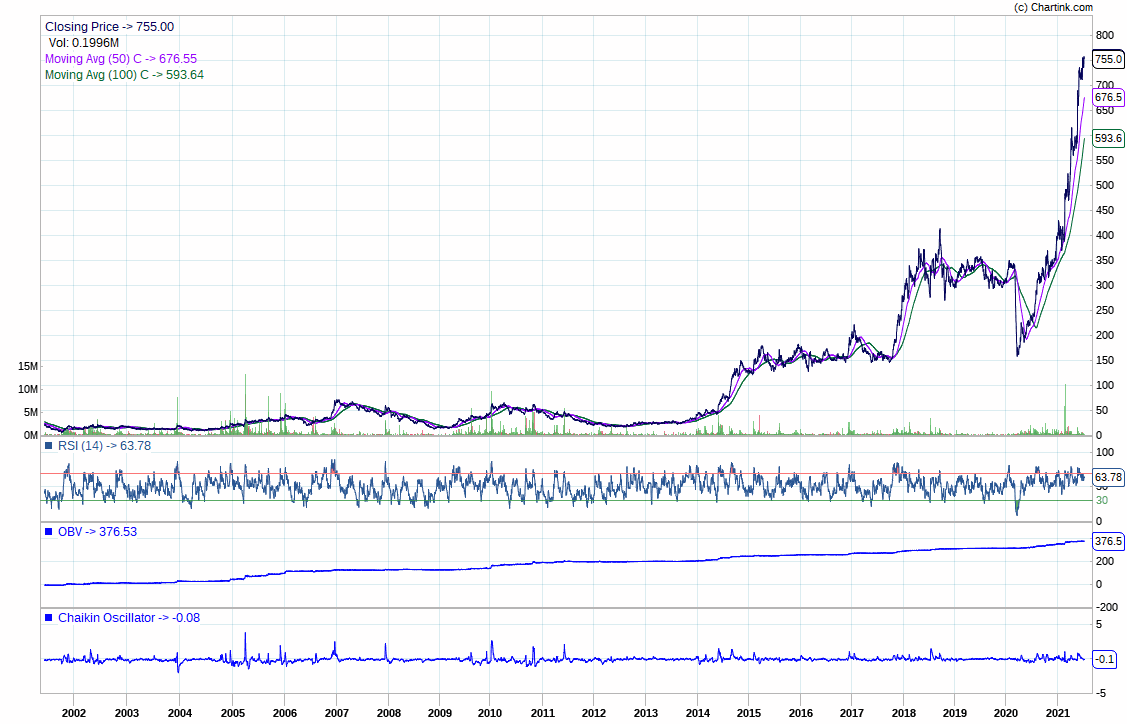 (c) Chartink.com
Closing Price -> 755.00
Vol: 0.1996M
Moving Avg (50) C -> 676.55
Moving Avg (100) C -> 593.64
800
755.0
700
676.5
650
593.6
550
500
450
400
350
300
250
200
150
100
50
0
15M
10M
5M
0M
RSI (14) -> 63.78
100
63.78
50
30
0
OBV -> 376.53
376.5
200
0
-200
Chaikin Oscillator -> -0.08
5
-0.1
-5
2002 2003 2004 2005 2006 2007 2008 2009 2010 2011 2012 2013 2014 2015 2016 2017 2018 2019 2020 2021